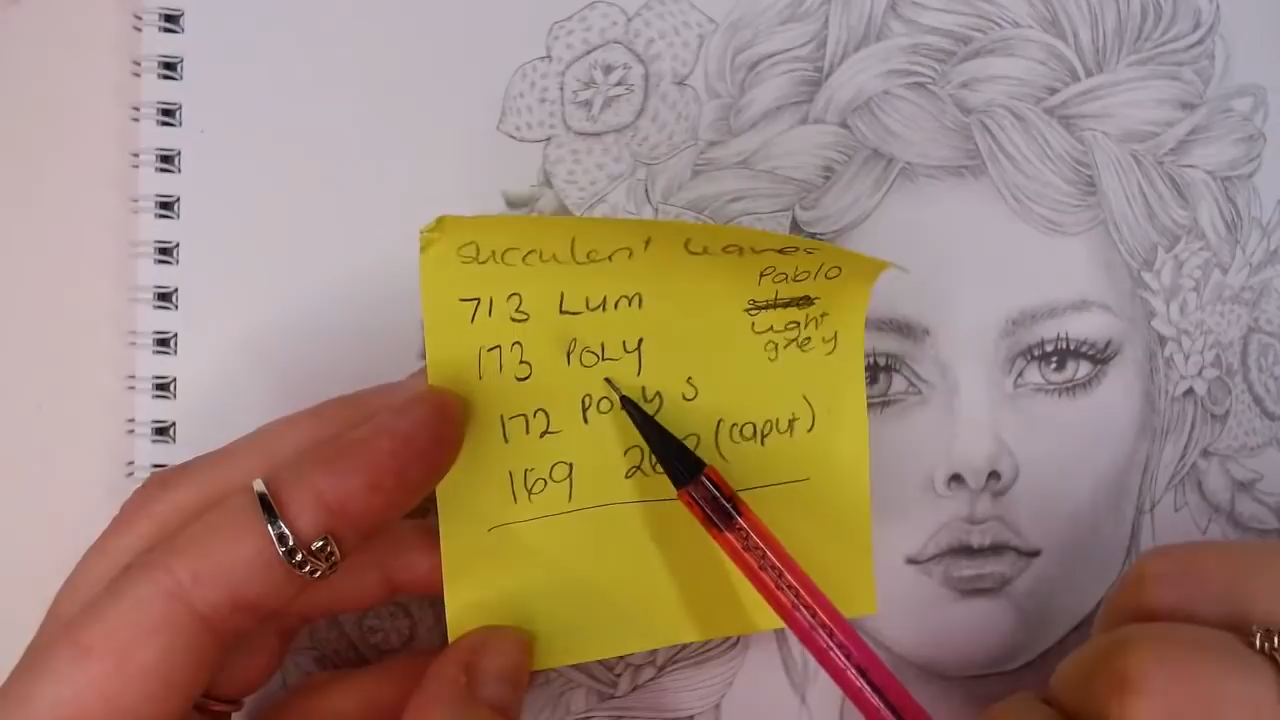 succulent leaves
713 LUM
Pablo
light
grey
173 POLY
172 POLY S
169 (caput)